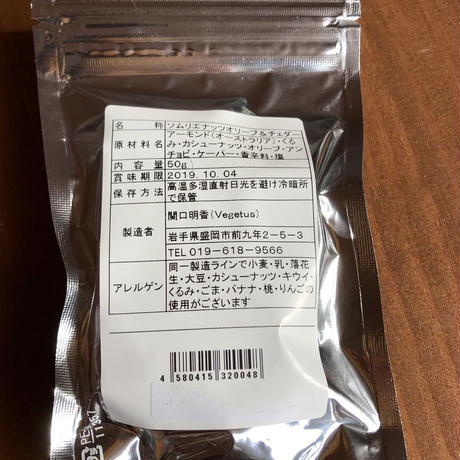 名 称 ソムリエナッツオリーブ&チェダー
原材料名 アーモンド(オーストラリア)・くるみ・カシューナッツ・オリーブ・アンチョビ・ケーパー・香辛料・塩
内 容 量 50g
賞味期限 2019.10.04
保存方法 高温多湿直射日光を避け冷暗所
で保管
製造者 関口明香(Vegetus)
岩手県盛岡市前九年2-5-3
TEL 019-618-9566
アレルゲン 同一製造ラインで小麦・乳・落花
生・大豆・カシューナッツ・キウイ・
くるみ・ごま・バナナ・桃・りんごの
使用がございます
4 580415 320048